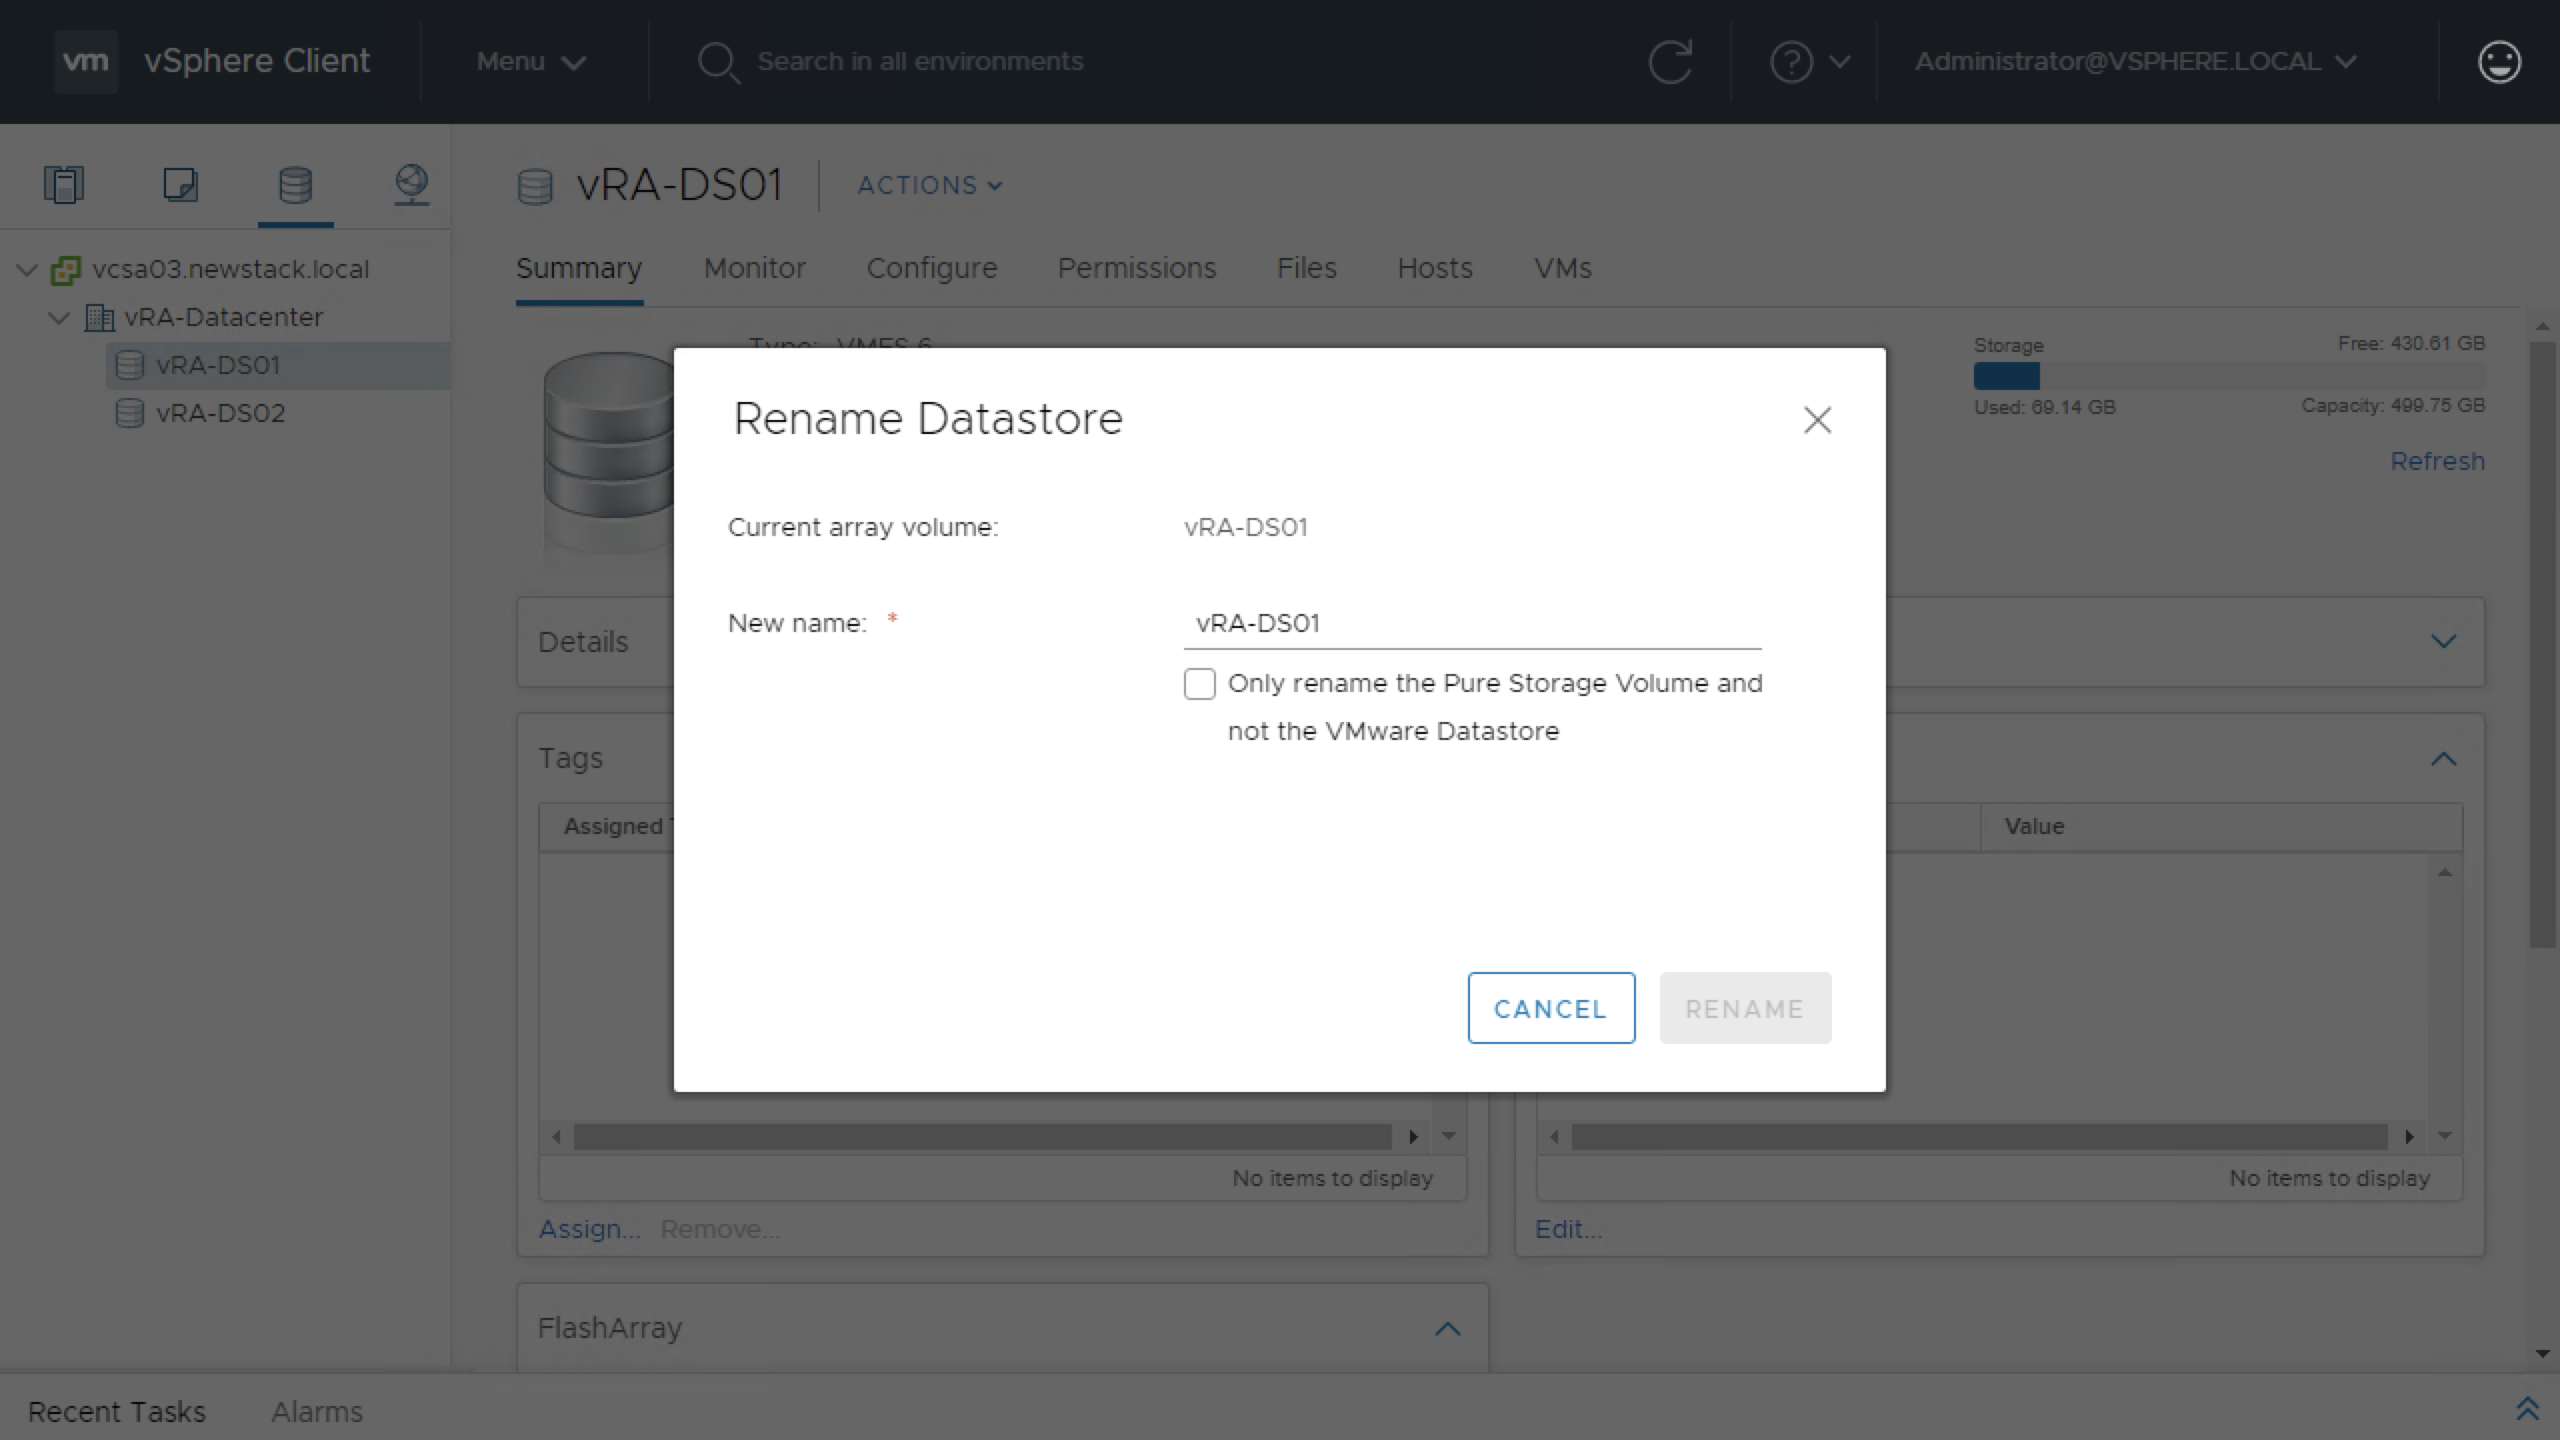 vm vSphere Client Menu Search in all environments Administrator@VSPHERE.LOCAL
vRA-DS01 ACTIONS
vcsa03.newstack.local
vRA-Datacenter
vRA-DS01
vRA-DS02
Summary Monitor Configure Permissions Files Hosts VMs
Type: VMFS 6
Storage Free: 430.61 GB
Used: 69.14 GB Capacity: 499.75 GB
Refresh
Rename Datastore
Current array volume: vRA-DS01
New name: * vRA-DS01
Only rename the Pure Storage Volume and
not the VMware Datastore
CANCEL RENAME
Details
Tags
Assigned
Value
No items to display
No items to display
Assign... Remove...
Edit...
FlashArray
Recent Tasks Alarms